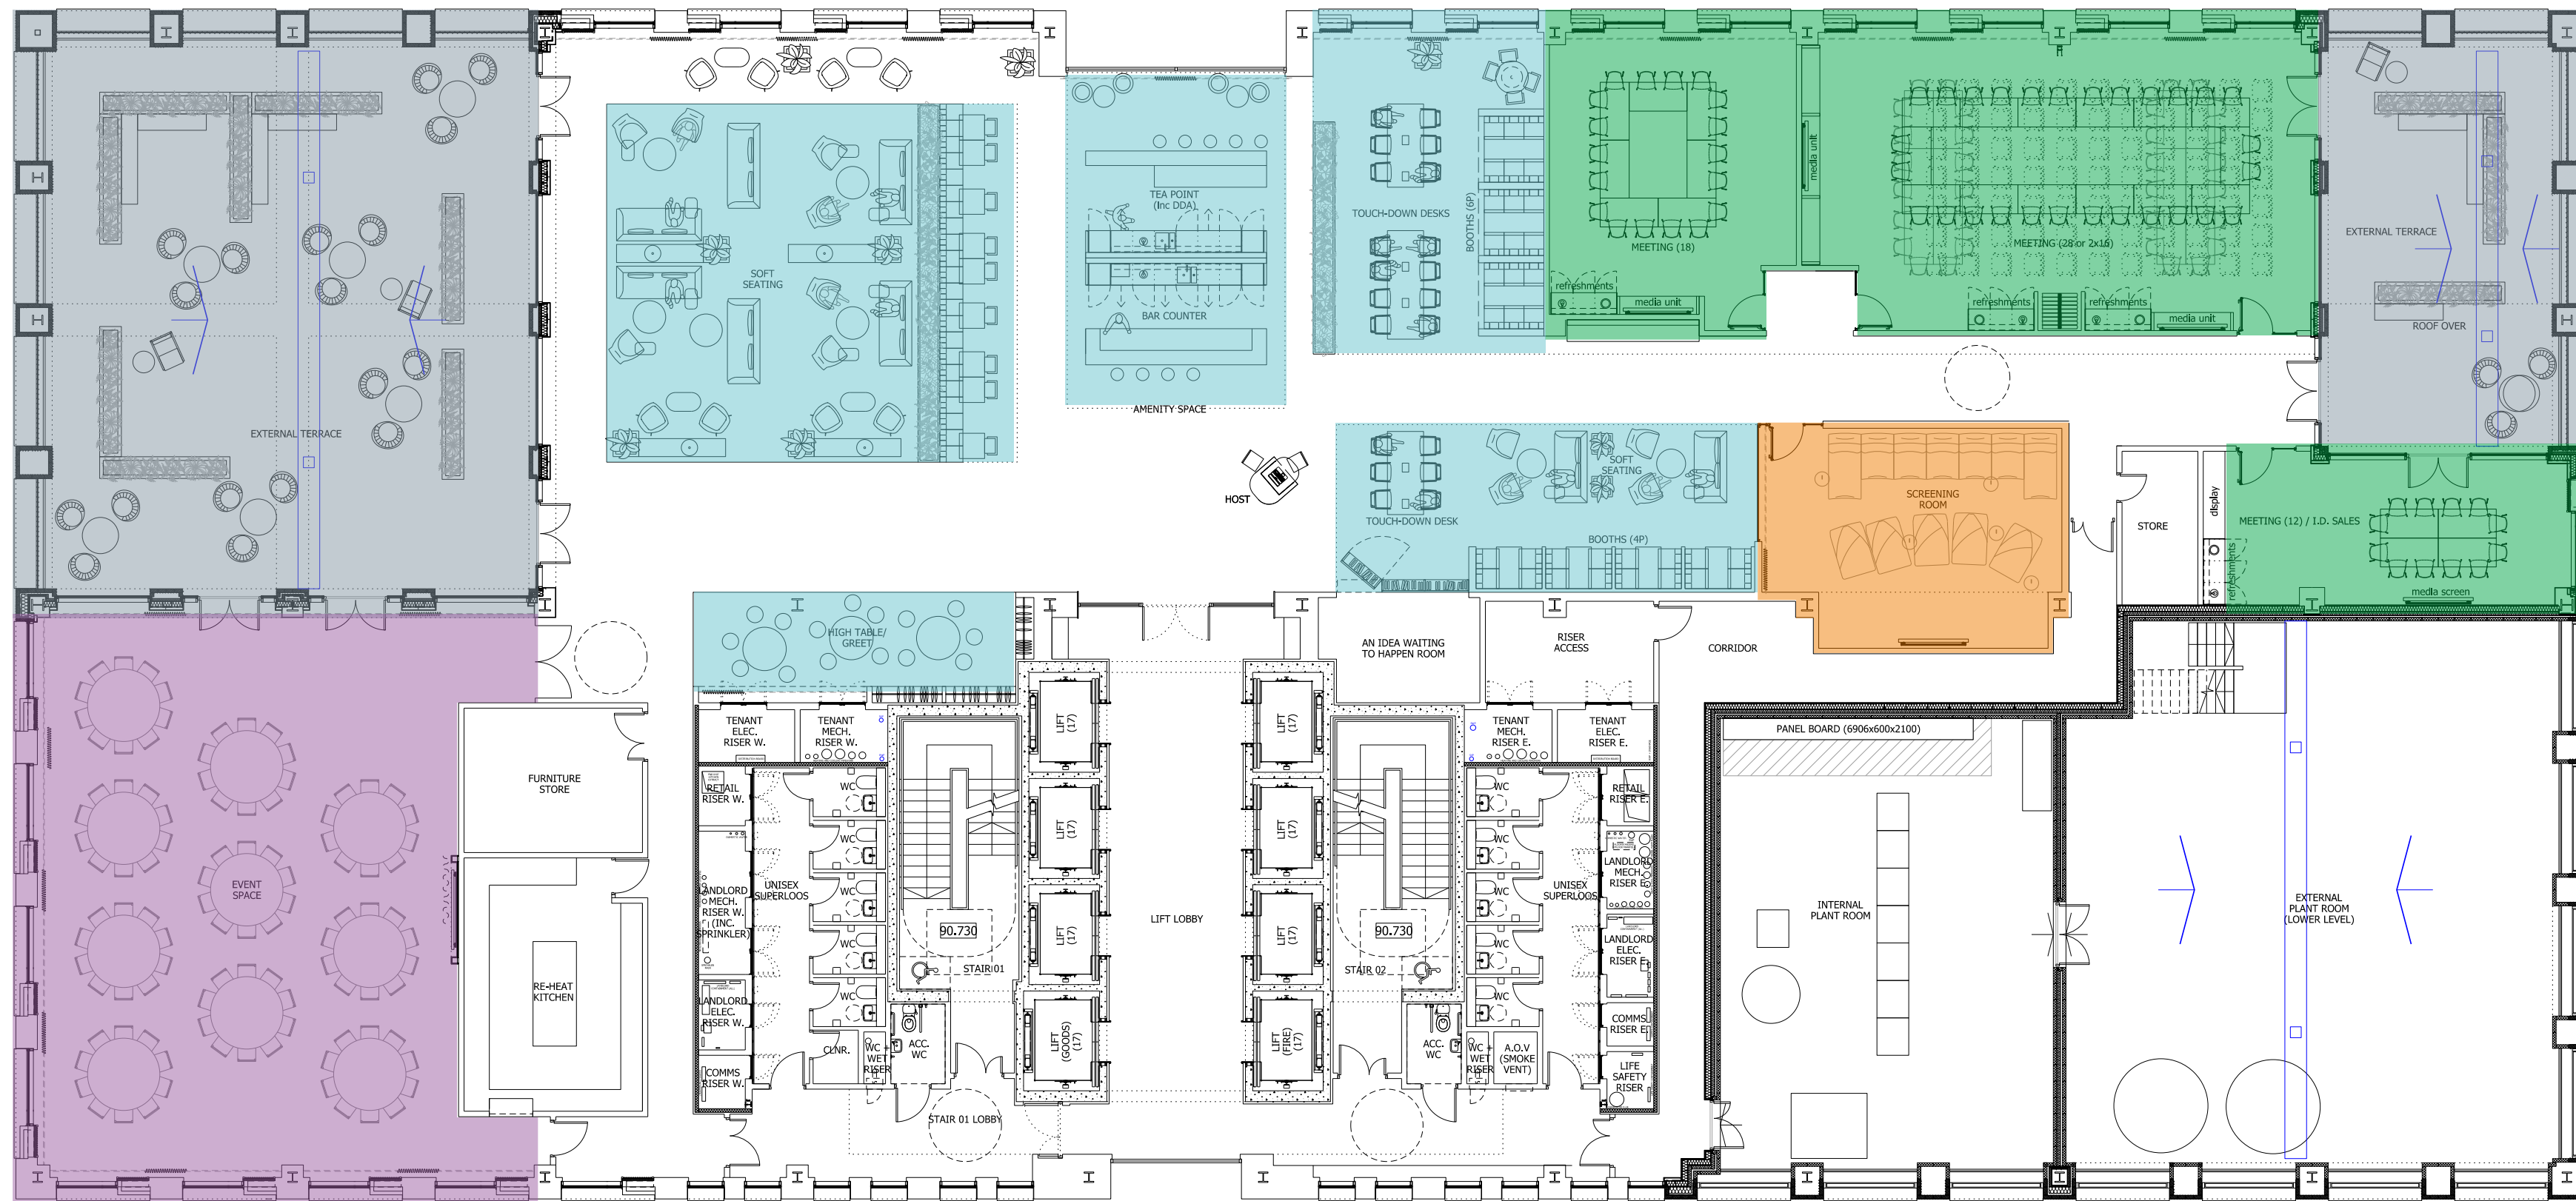 TEA POINT
(Inc DDA)
SOFT
SEATING
BAR COUNTER
AMENITY SPACE
TOUCH-DOWN DESKS
BOOTHS (6P)
MEETING (18)
media unit
refreshments
media unit
MEETING (28 or 2x16)
refreshments
refreshments
media unit
EXTERNAL TERRACE
ROOF OVER
EXTERNAL TERRACE
HOST
TOUCH-DOWN DESK
SOFT
SEATING
BOOTHS (4P)
SCREENING
ROOM
STORE
display
refreshments
MEETING (12) / I.D. SALES
media screen
HIGH TABLE/
GREET
AN IDEA WAITING
TO HAPPEN ROOM
RISER
ACCESS
CORRIDOR
EVENT
SPACE
FURNITURE
STORE
RE-HEAT
KITCHEN
TENANT
ELEC.
RISER W.
TENANT
MECH.
RISER W.
RETAIL
RISER W.
LANDLORD
MECH.
RISER W.
(INC.
SPRINKLER)
LANDLORD
ELEC.
RISER W.
COMMS
RISER W.
UNISEX
SUPERLOOS
WC
WC
WC
WC
WC
CLNR.
WC +
WET
RISER
ACC.
WC
90.730
STAIR 01
STAIR 01 LOBBY
LIFT
(17)
LIFT
(17)
LIFT
(17)
LIFT
(GOODS)
(17)
LIFT LOBBY
LIFT
(17)
LIFT
(17)
LIFT
(17)
LIFT
(FIRE)
(17)
90.730
STAIR 02
ACC.
WC
WC +
WET
RISER
A.O.V
(SMOKE
VENT)
WC
WC
WC
WC
WC
UNISEX
SUPERLOOS
TENANT
MECH.
RISER E.
TENANT
ELEC.
RISER E.
RETAIL
RISER E.
LANDLORD
MECH.
RISER E.
LANDLORD
ELEC.
RISER E.
COMMS
RISER E.
LIFE
SAFETY
RISER
PANEL BOARD (6906x600x2100)
INTERNAL
PLANT ROOM
EXTERNAL
PLANT ROOM
(LOWER LEVEL)